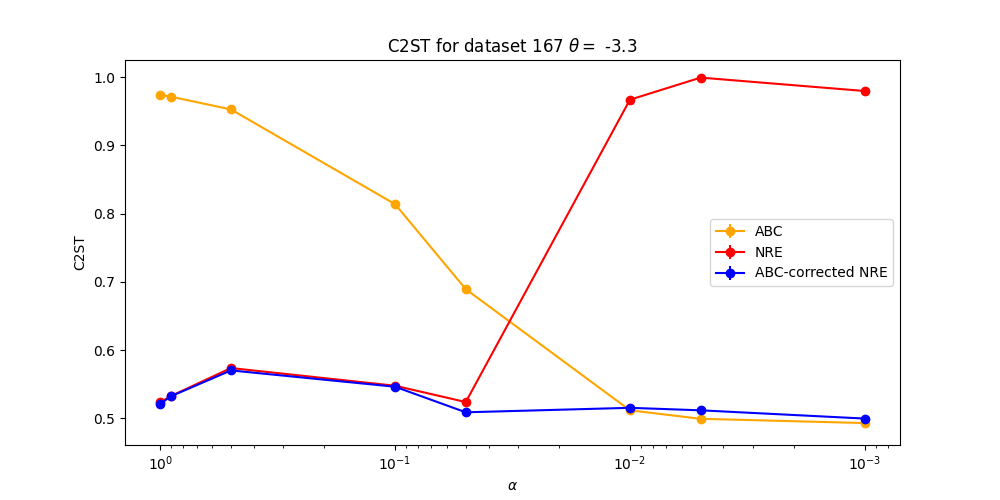 C2ST for dataset 167 θ = -3.3
C2ST
1.0
0.9
0.8
0.7
0.6
0.5
ABC
NRE
ABC-corrected NRE
10⁰
10⁻¹
10⁻²
10⁻³
α